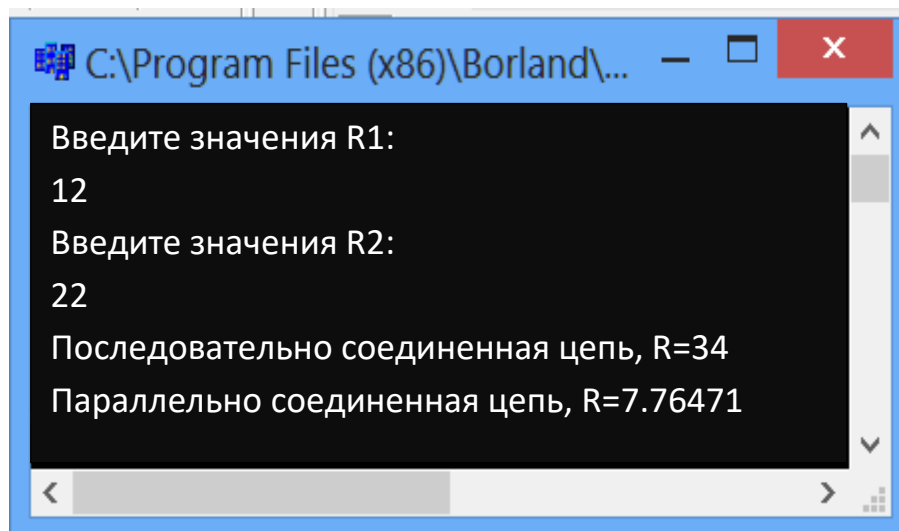 C:\Program Files (x86)\Borland\...
Введите значения R1:
12
Введите значения R2:
22
Последовательно соединенная цепь, R=34
Параллельно соединенная цепь, R=7.76471